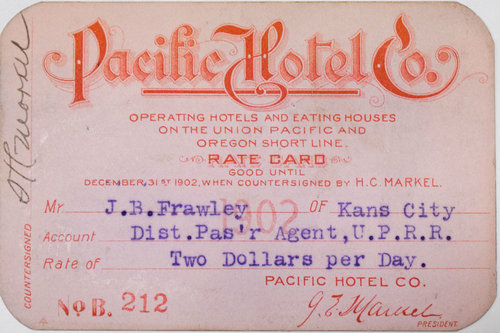 Pacific Hotel Co.
OPERATING HOTELS AND EATING HOUSES
ON THE UNION PACIFIC AND
OREGON SHORT LINE.
RATE CARD
GOOD UNTIL
DECEMBER 31ST 1902, WHEN COUNTERSIGNED BY H.C. MARKEL.
1902
Mr J.B.Frawley OF Kans City
Account Dist.Pas'r Agent,U.P.R.R.
Rate of Two Dollars per Day.
PACIFIC HOTEL CO.
No B. 212
PRESIDENT
COUNTERSIGNED